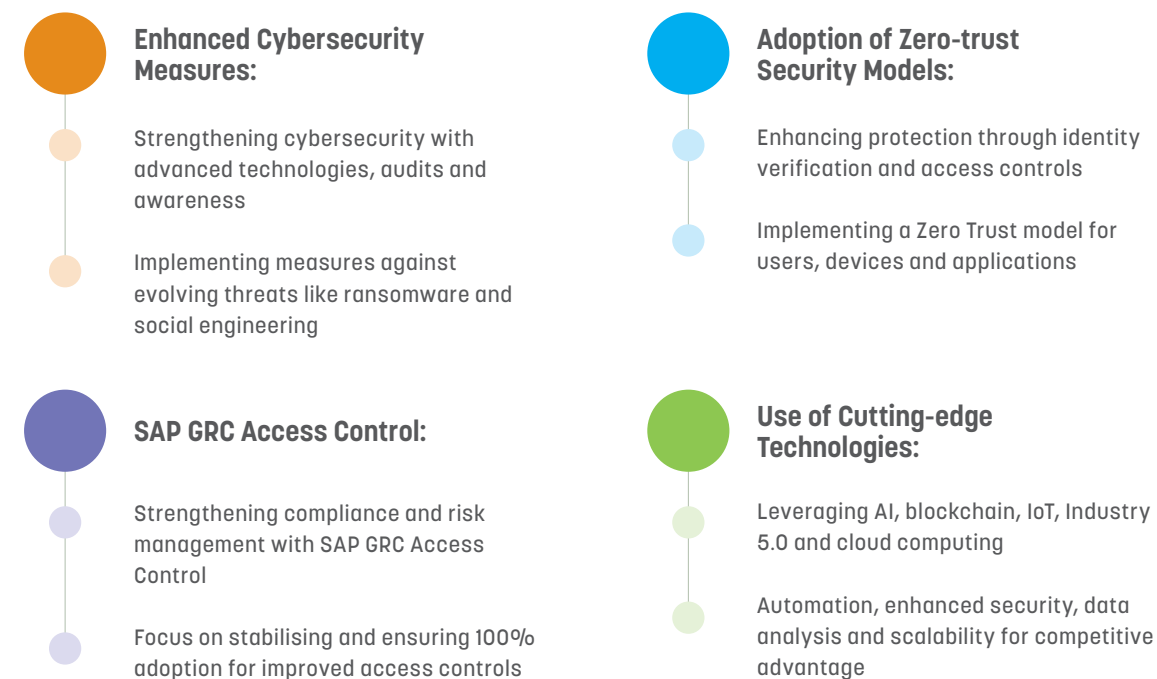 Enhanced Cybersecurity
Measures:
Strengthening cybersecurity with
advanced technologies, audits and
awareness
Implementing measures against
evolving threats like ransomware and
social engineering
Adoption of Zero-trust
Security Models:
Enhancing protection through identity
verification and access controls
Implementing a Zero Trust model for
users, devices and applications
SAP GRC Access Control:
Strengthening compliance and risk
management with SAP GRC Access
Control
Focus on stabilising and ensuring 100%
adoption for improved access controls
Use of Cutting-edge
Technologies:
Leveraging AI, blockchain, IoT, Industry
5.0 and cloud computing
Automation, enhanced security, data
analysis and scalability for competitive
advantage